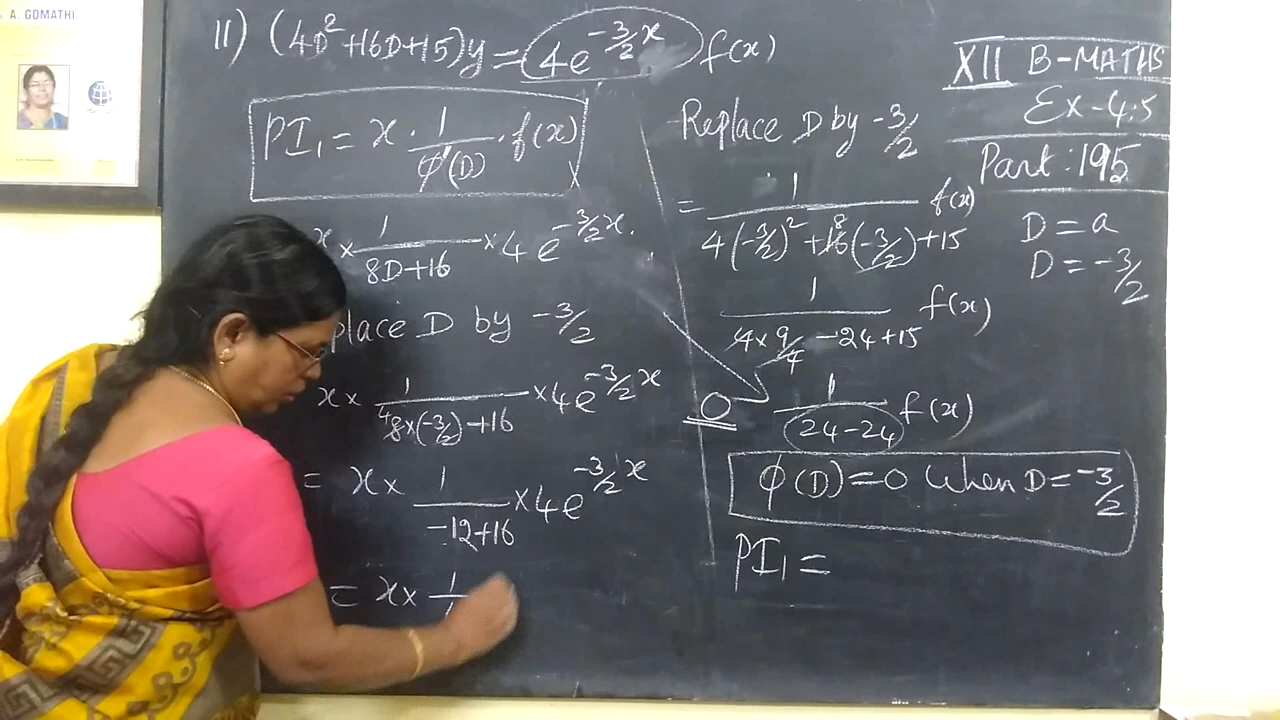 A. GOMATHI
11) (4D²+16D+15)y = 4e^{-3/2 x} f(x)
PI₁ = x · 1/φ'(D) · f(x)
x × 1/(8D+16) × 4e^{-3/2 x}.
place D by -3/2
x × 1/(8×(-3/2)+16) × 4e^{-3/2 x}
4
= x × 1/(-12+16) × 4e^{-3/2 x}
= x × 1/
Replace D by -3/2
= 1/(4(-3/2)²+16(-3/2)+15) f(x)
8
1/(4×9/4 -24+15) f(x)
0 1/(24-24) f(x)
φ(D)=0 when D=-3/2
PI₁ =
XII B-MATHS
Ex-4.5
Part:195
D = a
D = -3/2